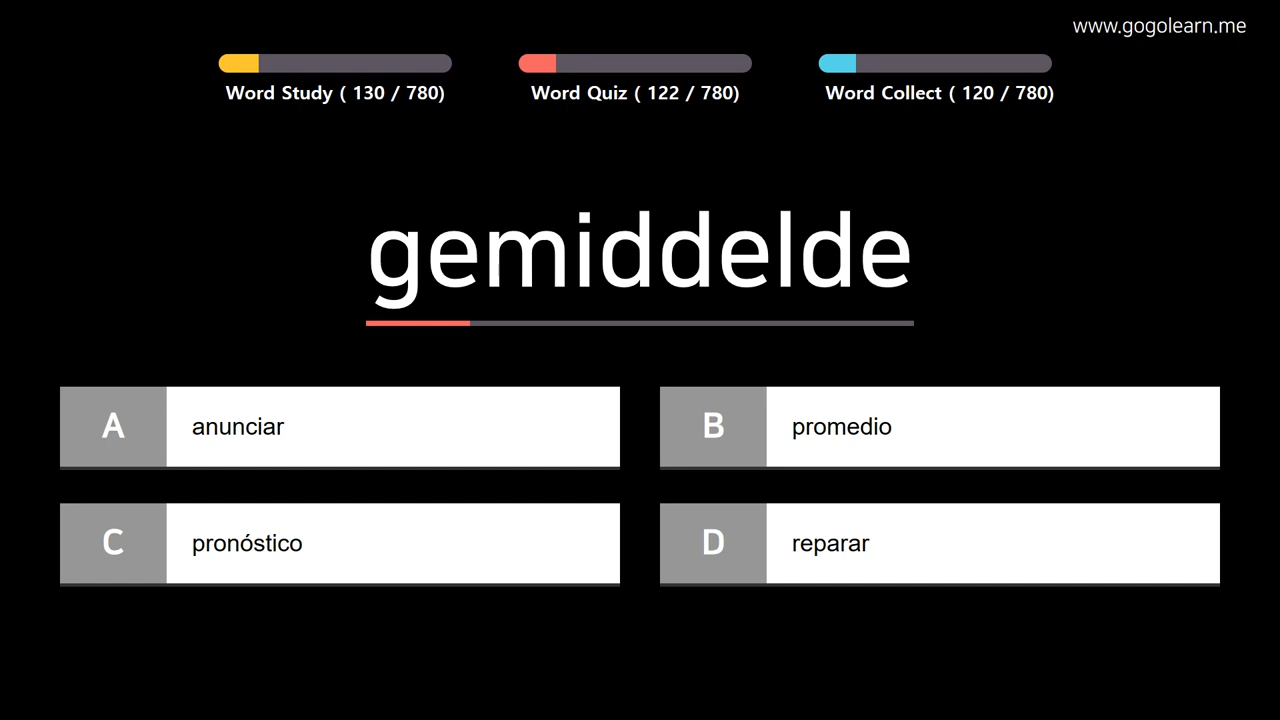 www.gogolearn.me
Word Study ( 130 / 780)
Word Quiz ( 122 / 780)
Word Collect ( 120 / 780)
gemiddelde
A anunciar
B promedio
C pronóstico
D reparar